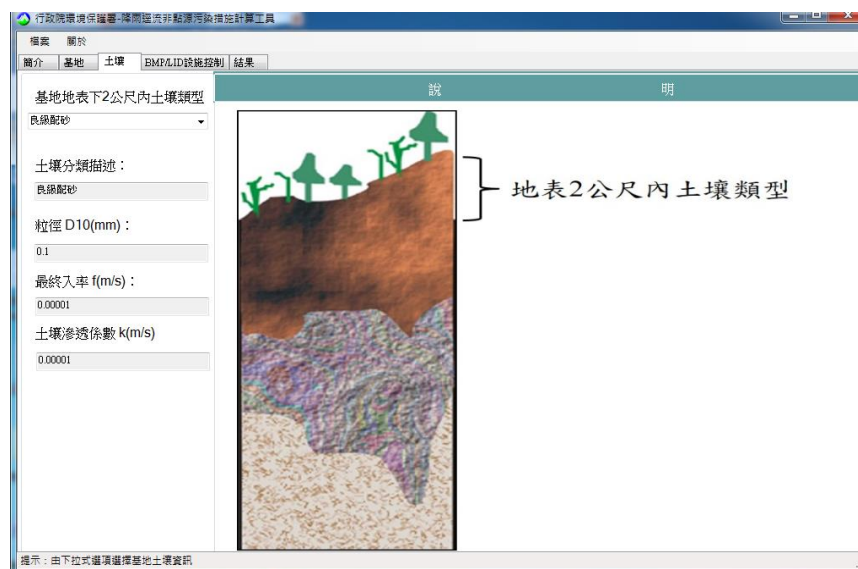 行政院環境保護署-降雨逕流非點源污染措施計算工具
檔案 關於
簡介 基地 土壤 BMP/LID設施控制 結果
說 明
基地地表下2公尺內土壤類型
良級配砂
土壤分類描述：
良級配砂
粒徑 D10(mm)：
0.1
最終入率 f(m/s)：
0.00001
土壤滲透係數 k(m/s)
0.00001
地表2公尺內土壤類型
提示：由下拉式選項選擇基地土壤資訊